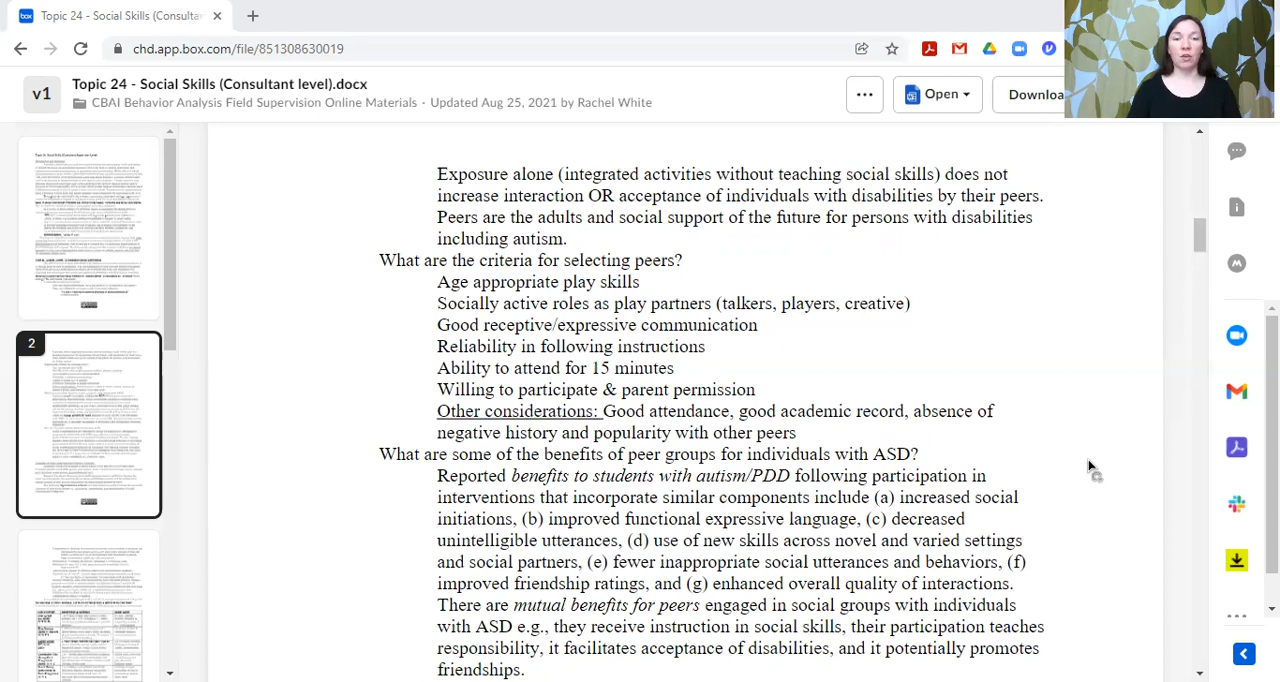 Topic 24 - Social Skills (Consultan
chd.app.box.com/file/851308630019
v1
Topic 24 - Social Skills (Consultant level).docx
CBAI Behavior Analysis Field Supervision Online Materials · Updated Aug 25, 2021 by Rachel White
Open
Downloa
Exposure only (integrated activities without teaching social skills) does not
increase interaction OR acceptance of individuals with disabilities by their peers.
Peers are the adults and social support of the future for persons with disabilities
including autism.
What are the criteria for selecting peers?
Age appropriate play skills
Socially active roles as play partners (talkers, players, creative)
Good receptive/expressive communication
Reliability in following instructions
Ability to attend for 15 minutes
Willing to participate & parent permission
Other considerations: Good attendance, good academic record, absence of
negative history, and popularity with other peers.
What are some of the benefits of peer groups for individuals with ASD?
Reported benefits to students with autism/PDD following participation in
interventions that incorporate similar components include (a) increased social
initiations, (b) improved functional expressive language, (c) decreased
unintelligible utterances, (d) use of new skills across novel and varied settings
and social partners, (e) fewer inappropriate verbal utterances and behaviors, (f)
improved friendship ratings, and (g) enhanced overall quality of interactions.
There are also benefits for peers engaged in social groups with individuals
with ASD, e.g., they receive instruction in social skills, their participation teaches
responsibility, it facilitates acceptance of differences, and it potentially promotes
friendships.
2